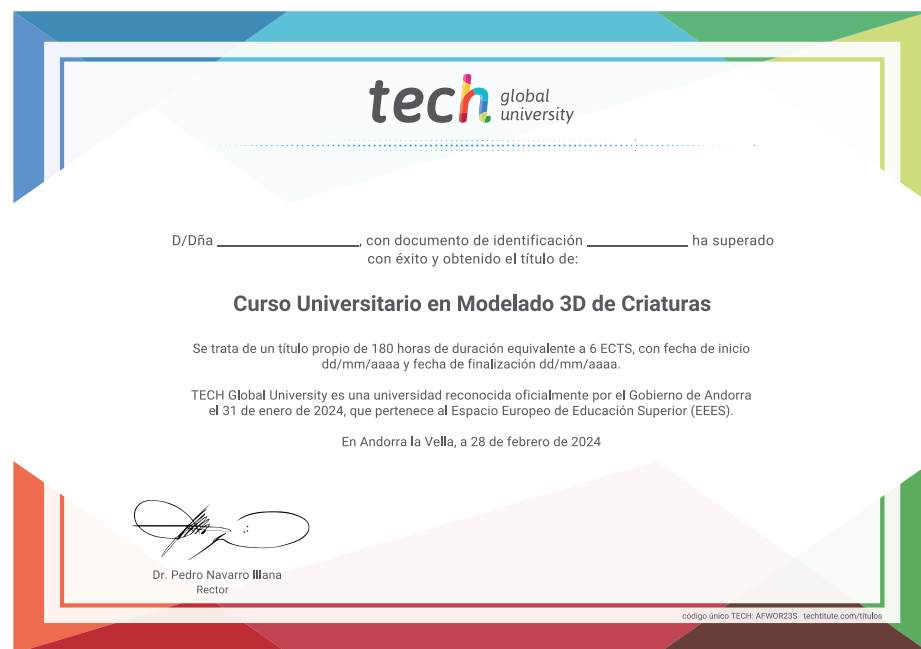 tech global university
D/Dña ________________, con documento de identificación ____________ ha superado
con éxito y obtenido el título de:
Curso Universitario en Modelado 3D de Criaturas
Se trata de un título propio de 180 horas de duración equivalente a 6 ECTS, con fecha de inicio
dd/mm/aaaa y fecha de finalización dd/mm/aaaa.
TECH Global University es una universidad reconocida oficialmente por el Gobierno de Andorra
el 31 de enero de 2024, que pertenece al Espacio Europeo de Educación Superior (EEES).
En Andorra la Vella, a 28 de febrero de 2024
Dr. Pedro Navarro Illana
Rector
código único TECH: AFWOR23S techtitute.com/titulos